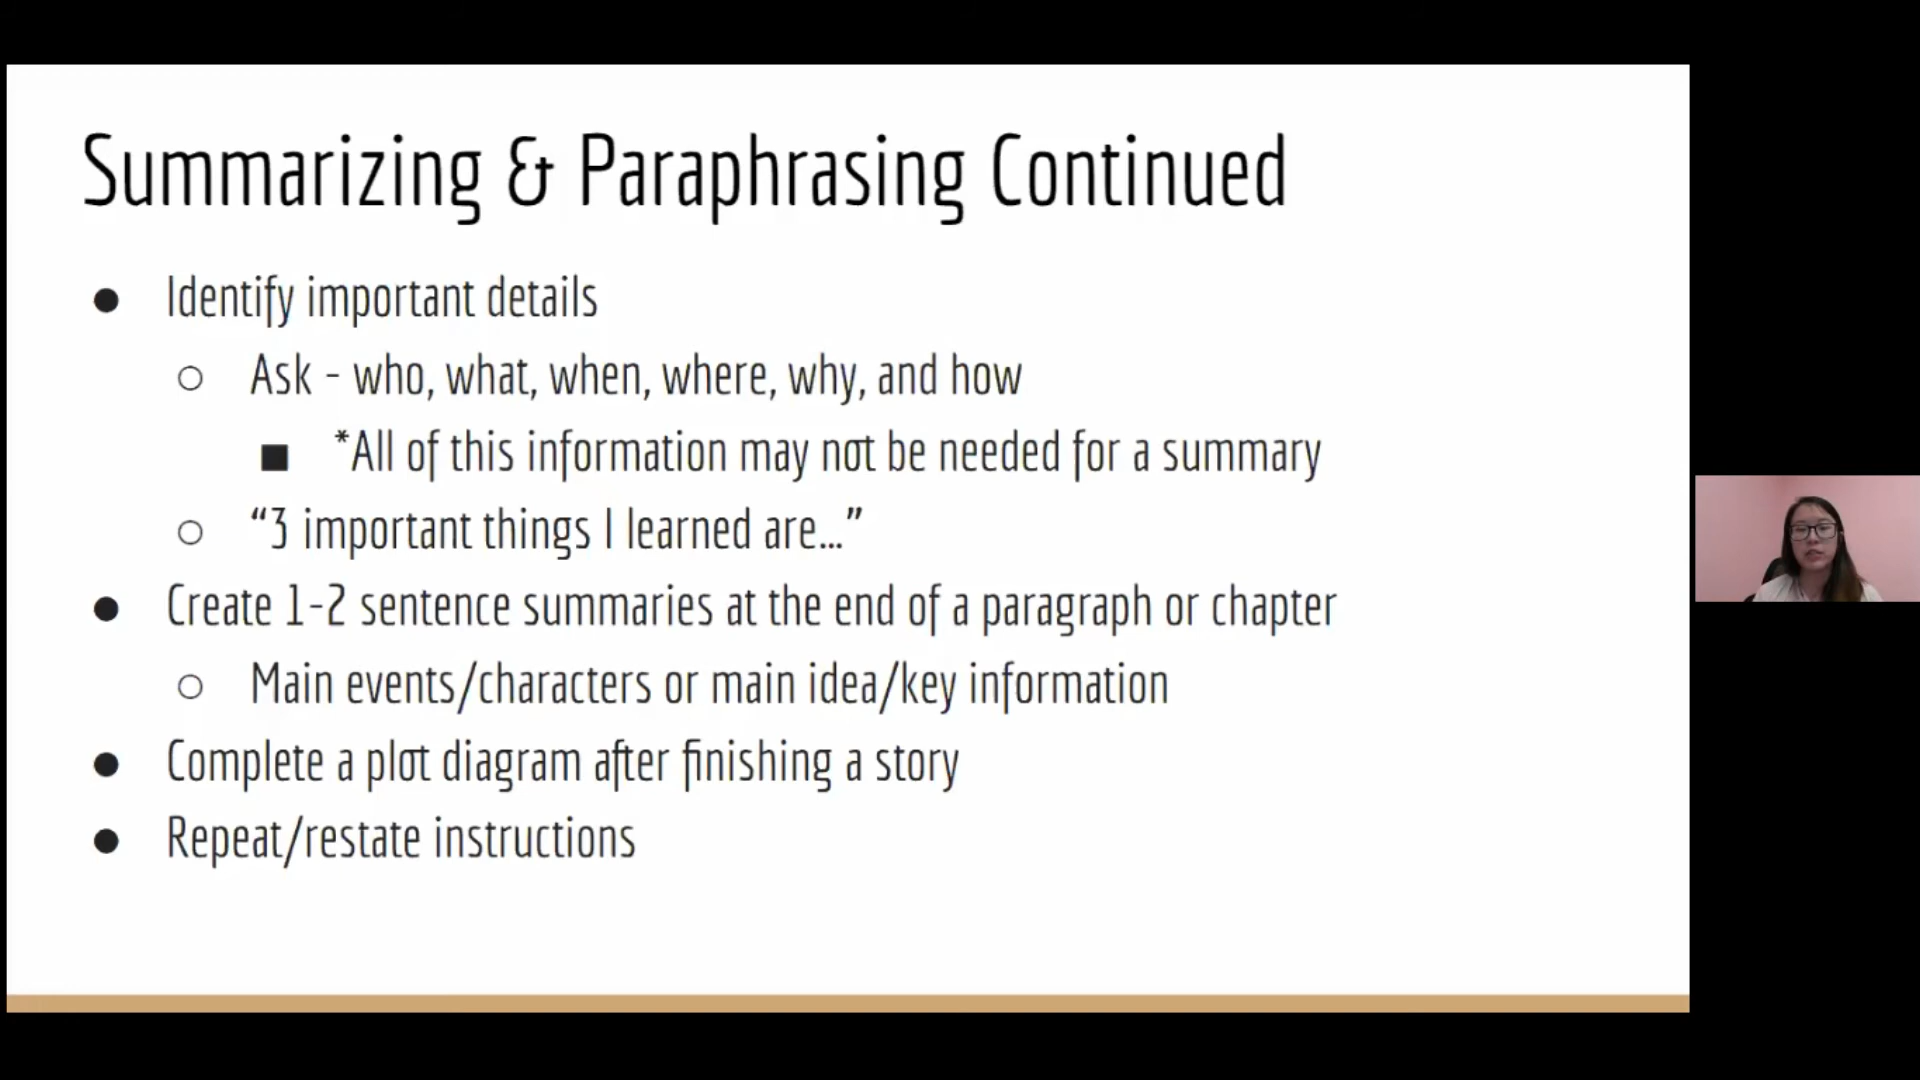 Summarizing & Paraphrasing Continued
● Identify important details
○ Ask - who, what, when, where, why, and how
■ *All of this information may not be needed for a summary
○ “3 important things I learned are...”
● Create 1-2 sentence summaries at the end of a paragraph or chapter
○ Main events/characters or main idea/key information
● Complete a plot diagram after finishing a story
● Repeat/restate instructions